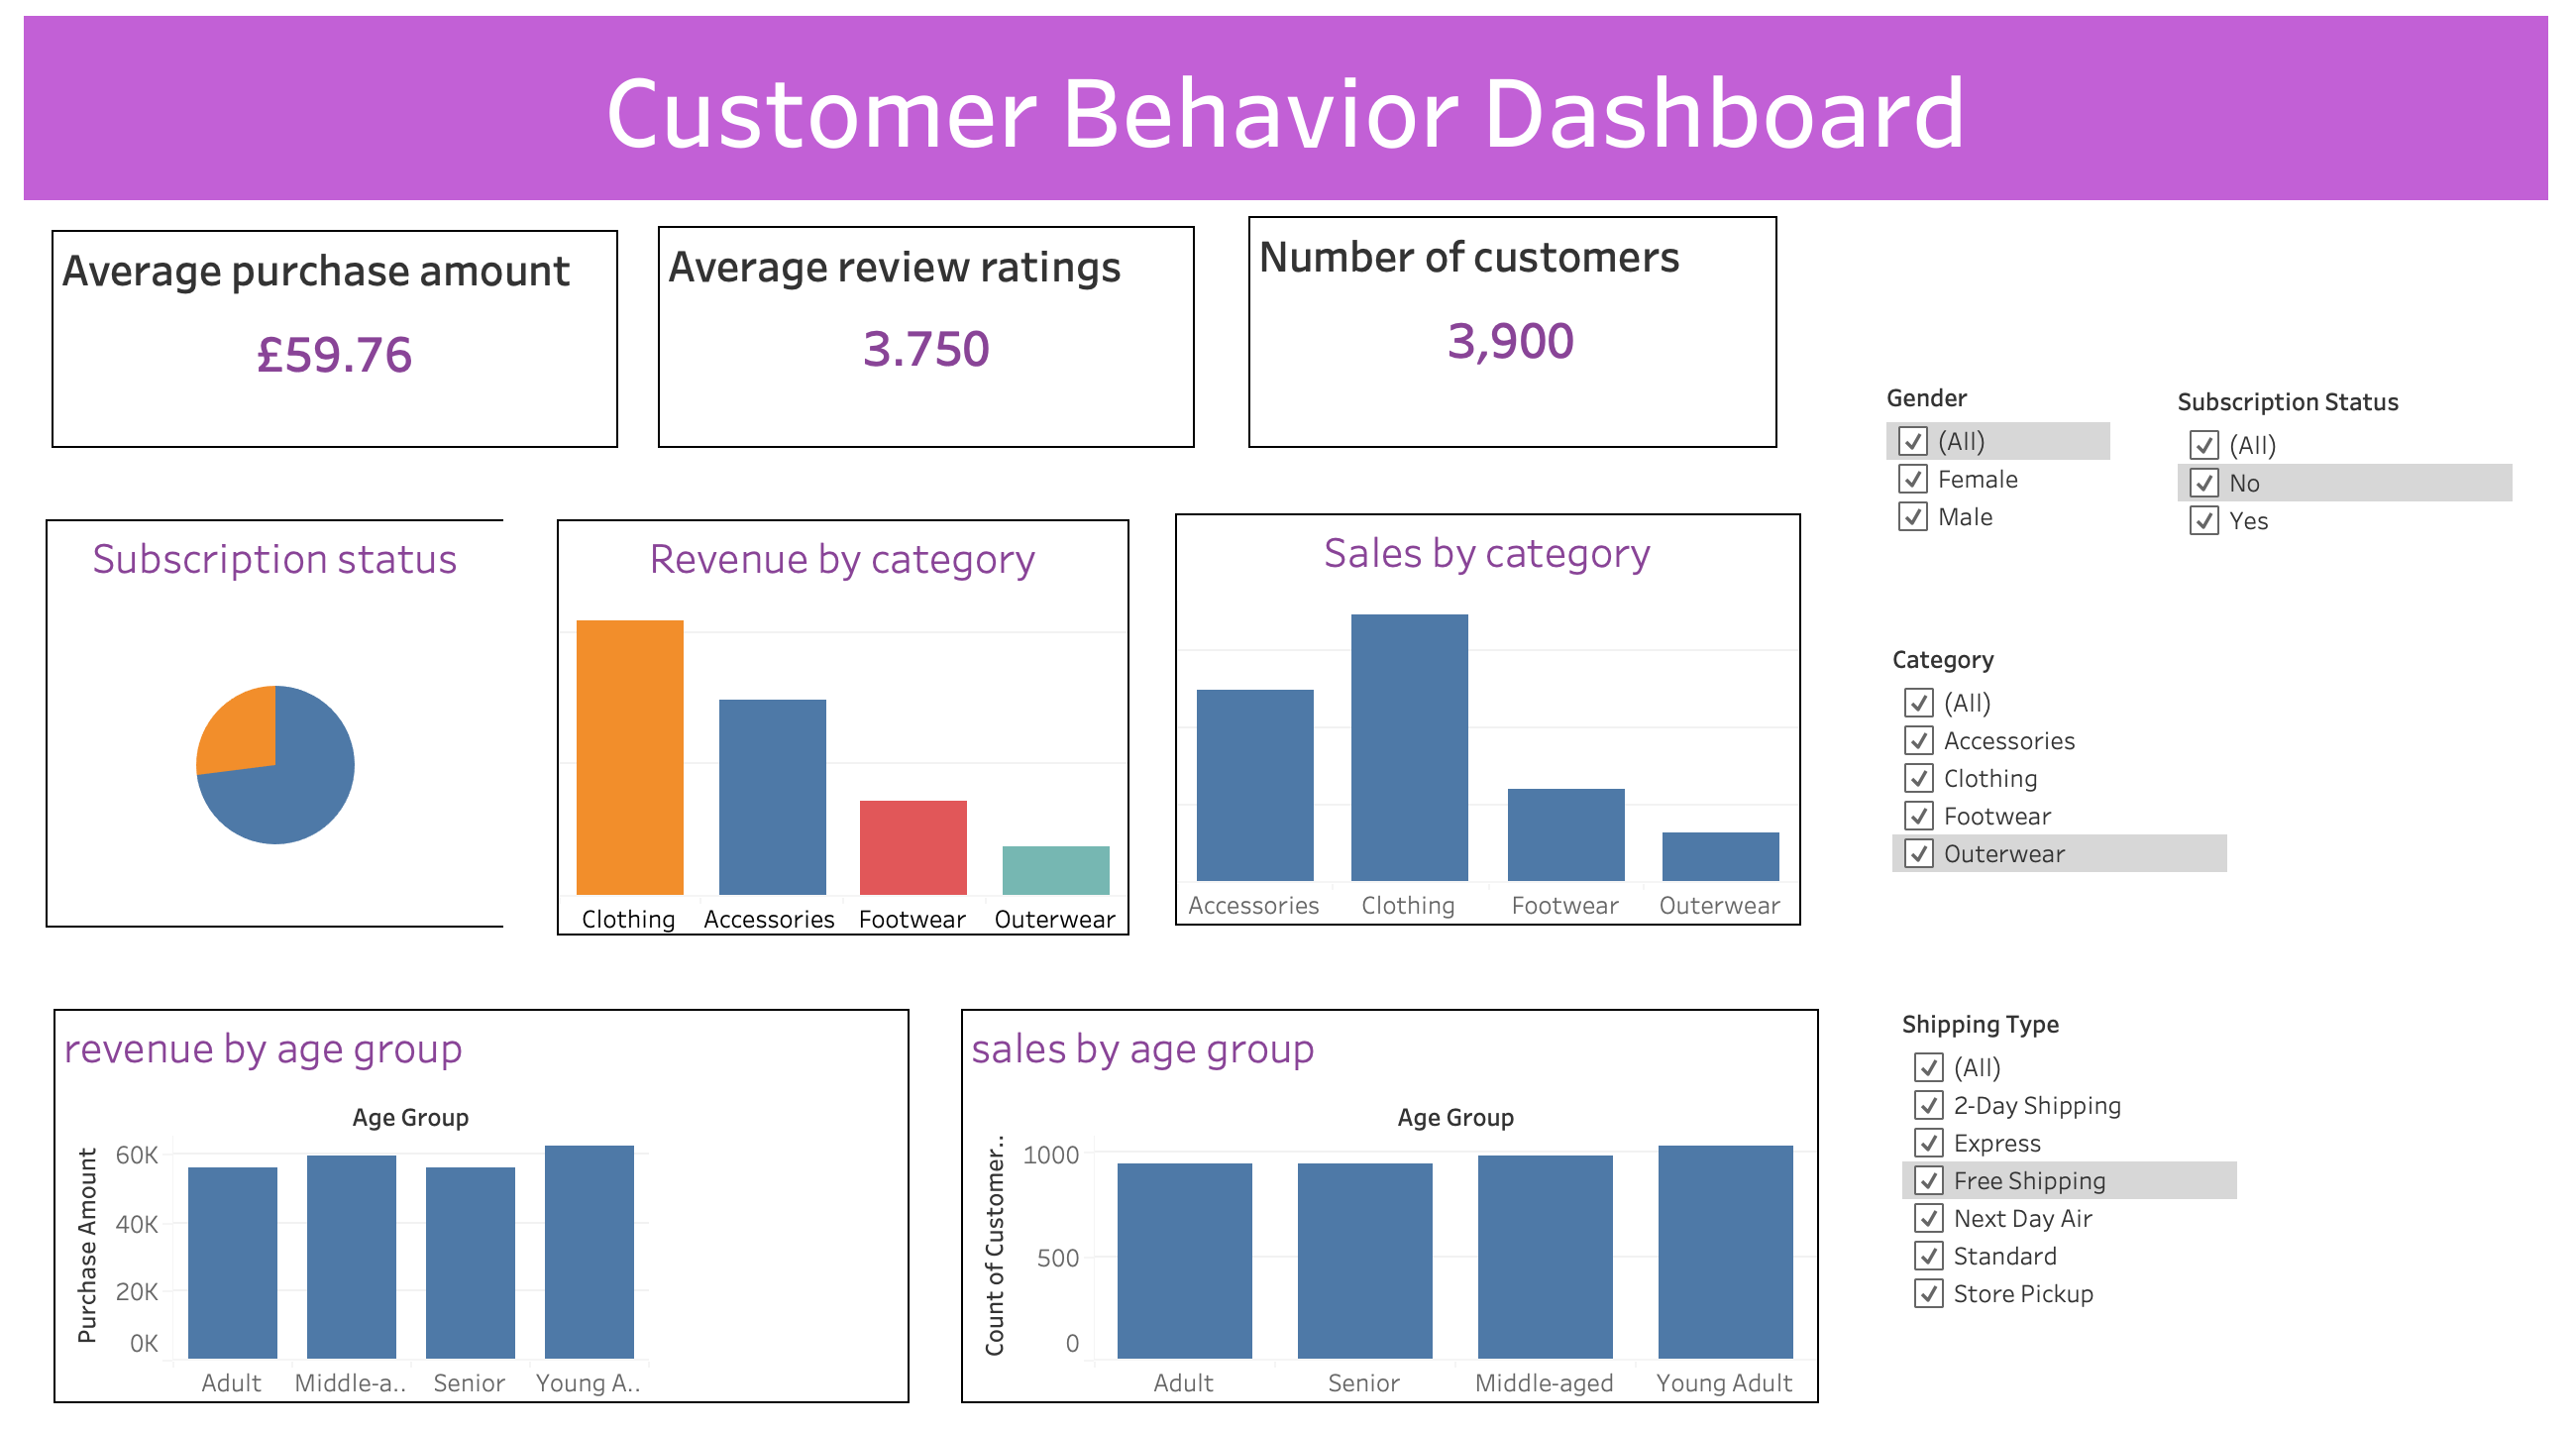 Customer Behavior Dashboard
Average purchase amount
£59.76
Average review ratings
3.750
Number of customers
3,900
Gender
(All)
Female
Male
Subscription Status
(All)
No
Yes
Subscription status
Revenue by category
Clothing Accessories Footwear Outerwear
Sales by category
Accessories Clothing Footwear Outerwear
Category
(All)
Accessories
Clothing
Footwear
Outerwear
revenue by age group
Age Group
Purchase Amount
60K
40K
20K
0K
Adult Middle-a.. Senior Young A..
sales by age group
Age Group
Count of Customer..
1000
500
0
Adult Senior Middle-aged Young Adult
Shipping Type
(All)
2-Day Shipping
Express
Free Shipping
Next Day Air
Standard
Store Pickup